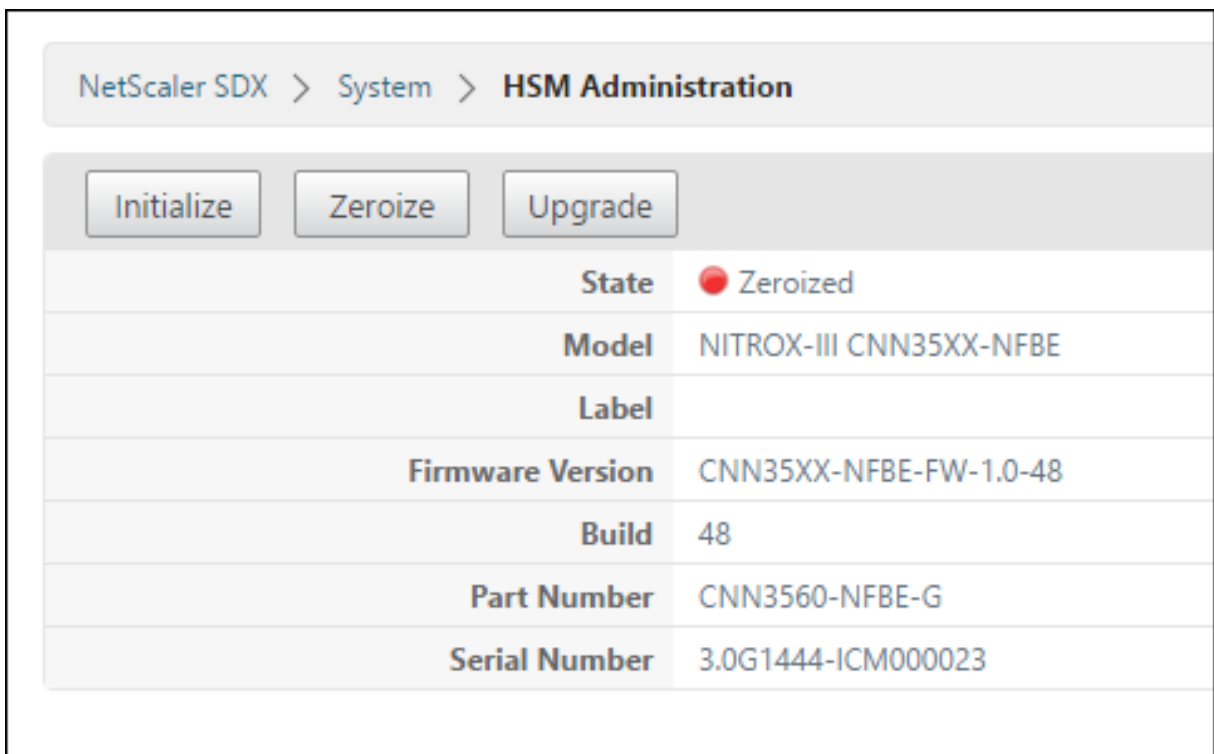 NetScaler SDX > System > HSM Administration
Initialize Zeroize Upgrade
State Zeroized
Model NITROX-III CNN35XX-NFBE
Label
Firmware Version CNN35XX-NFBE-FW-1.0-48
Build 48
Part Number CNN3560-NFBE-G
Serial Number 3.0G1444-ICM000023